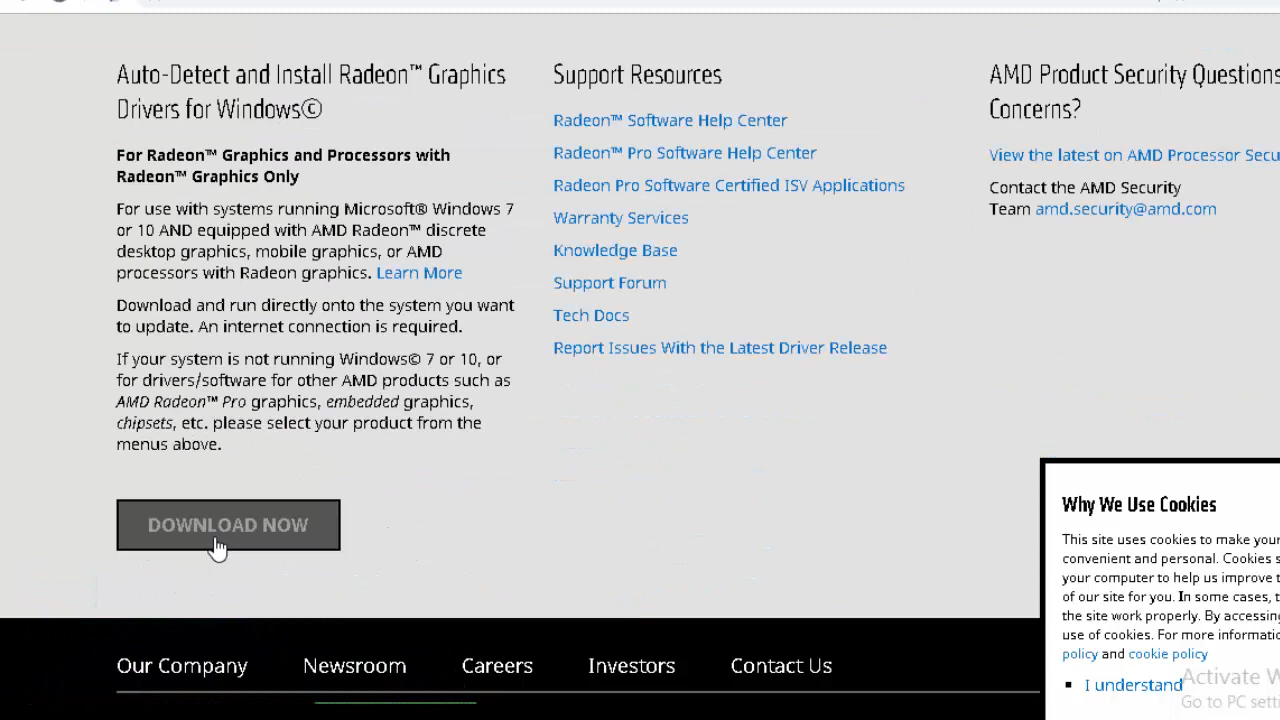 Auto-Detect and Install Radeon™ Graphics
Drivers for Windows©
For Radeon™ Graphics and Processors with
Radeon™ Graphics Only
For use with systems running Microsoft® Windows 7
or 10 AND equipped with AMD Radeon™ discrete
desktop graphics, mobile graphics, or AMD
processors with Radeon graphics. Learn More
Download and run directly onto the system you want
to update. An internet connection is required.
If your system is not running Windows© 7 or 10, or
for drivers/software for other AMD products such as
AMD Radeon™ Pro graphics, embedded graphics,
chipsets, etc. please select your product from the
menus above.
DOWNLOAD NOW
Support Resources
Radeon™ Software Help Center
Radeon™ Pro Software Help Center
Radeon Pro Software Certified ISV Applications
Warranty Services
Knowledge Base
Support Forum
Tech Docs
Report Issues With the Latest Driver Release
AMD Product Security Questions
Concerns?
View the latest on AMD Processor Secu
Contact the AMD Security
Team amd.security@amd.com
Why We Use Cookies
This site uses cookies to make your
convenient and personal. Cookies s
your computer to help us improve t
of our site for you. In some cases, t
the site work properly. By accessing
use of cookies. For more informatio
policy and cookie policy
▪ I understand
Activate W
Go to PC setti
Our Company
Newsroom
Careers
Investors
Contact Us